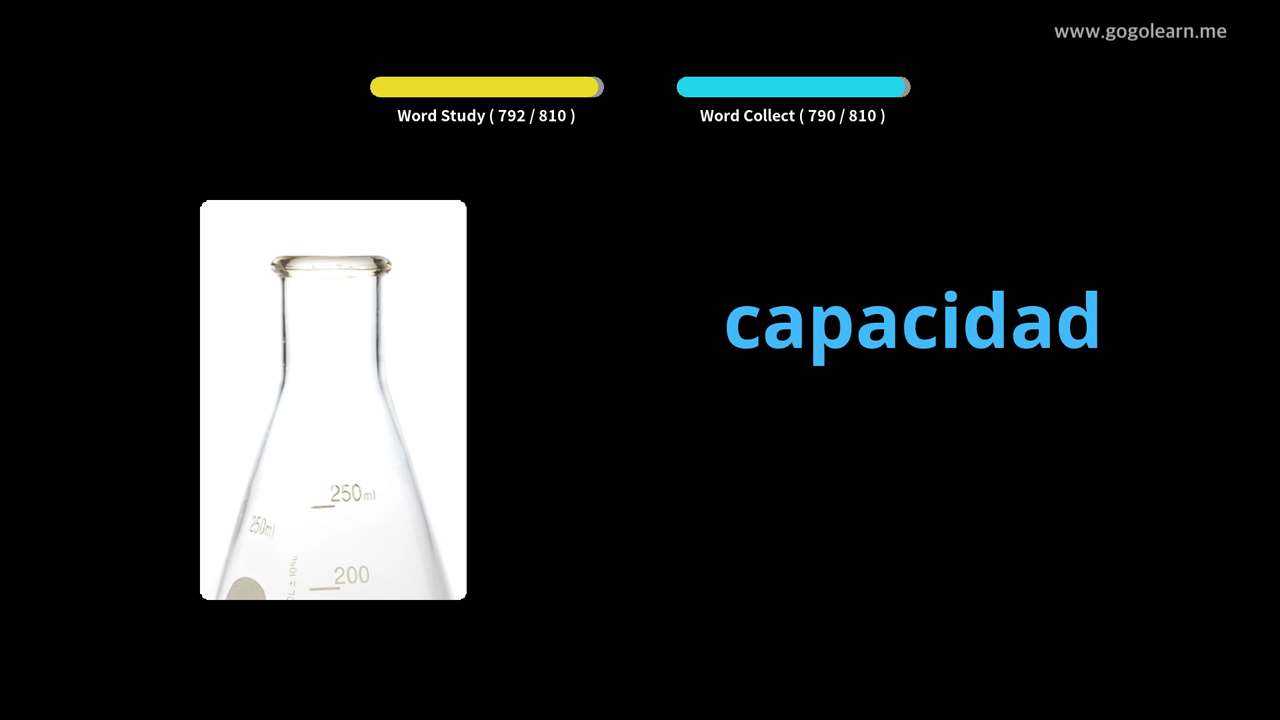 www.gogolearn.me
Word Study ( 792 / 810 )
Word Collect ( 790 / 810 )
capacidad
250ml
250ml
200